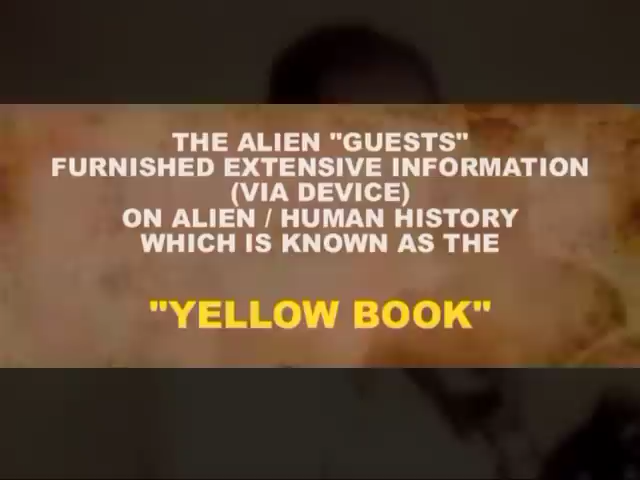 THE ALIEN "GUESTS"
FURNISHED EXTENSIVE INFORMATION
(VIA DEVICE)
ON ALIEN / HUMAN HISTORY
WHICH IS KNOWN AS THE
"YELLOW BOOK"